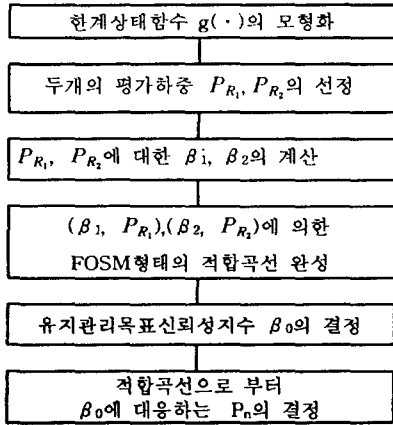 한계상태함수 g(·)의 모형화
두개의 평가하중 P_{R_1}, P_{R_2}의 선정
P_{R_1}, P_{R_2}에 대한 β1, β2의 계산
(β1, P_{R_1}),(β2, P_{R_2})에 의한
FOSM형태의 적합곡선 완성
유지관리목표신뢰성지수 β0의 결정
적합곡선으로 부터
β0에 대응하는 Pn의 결정